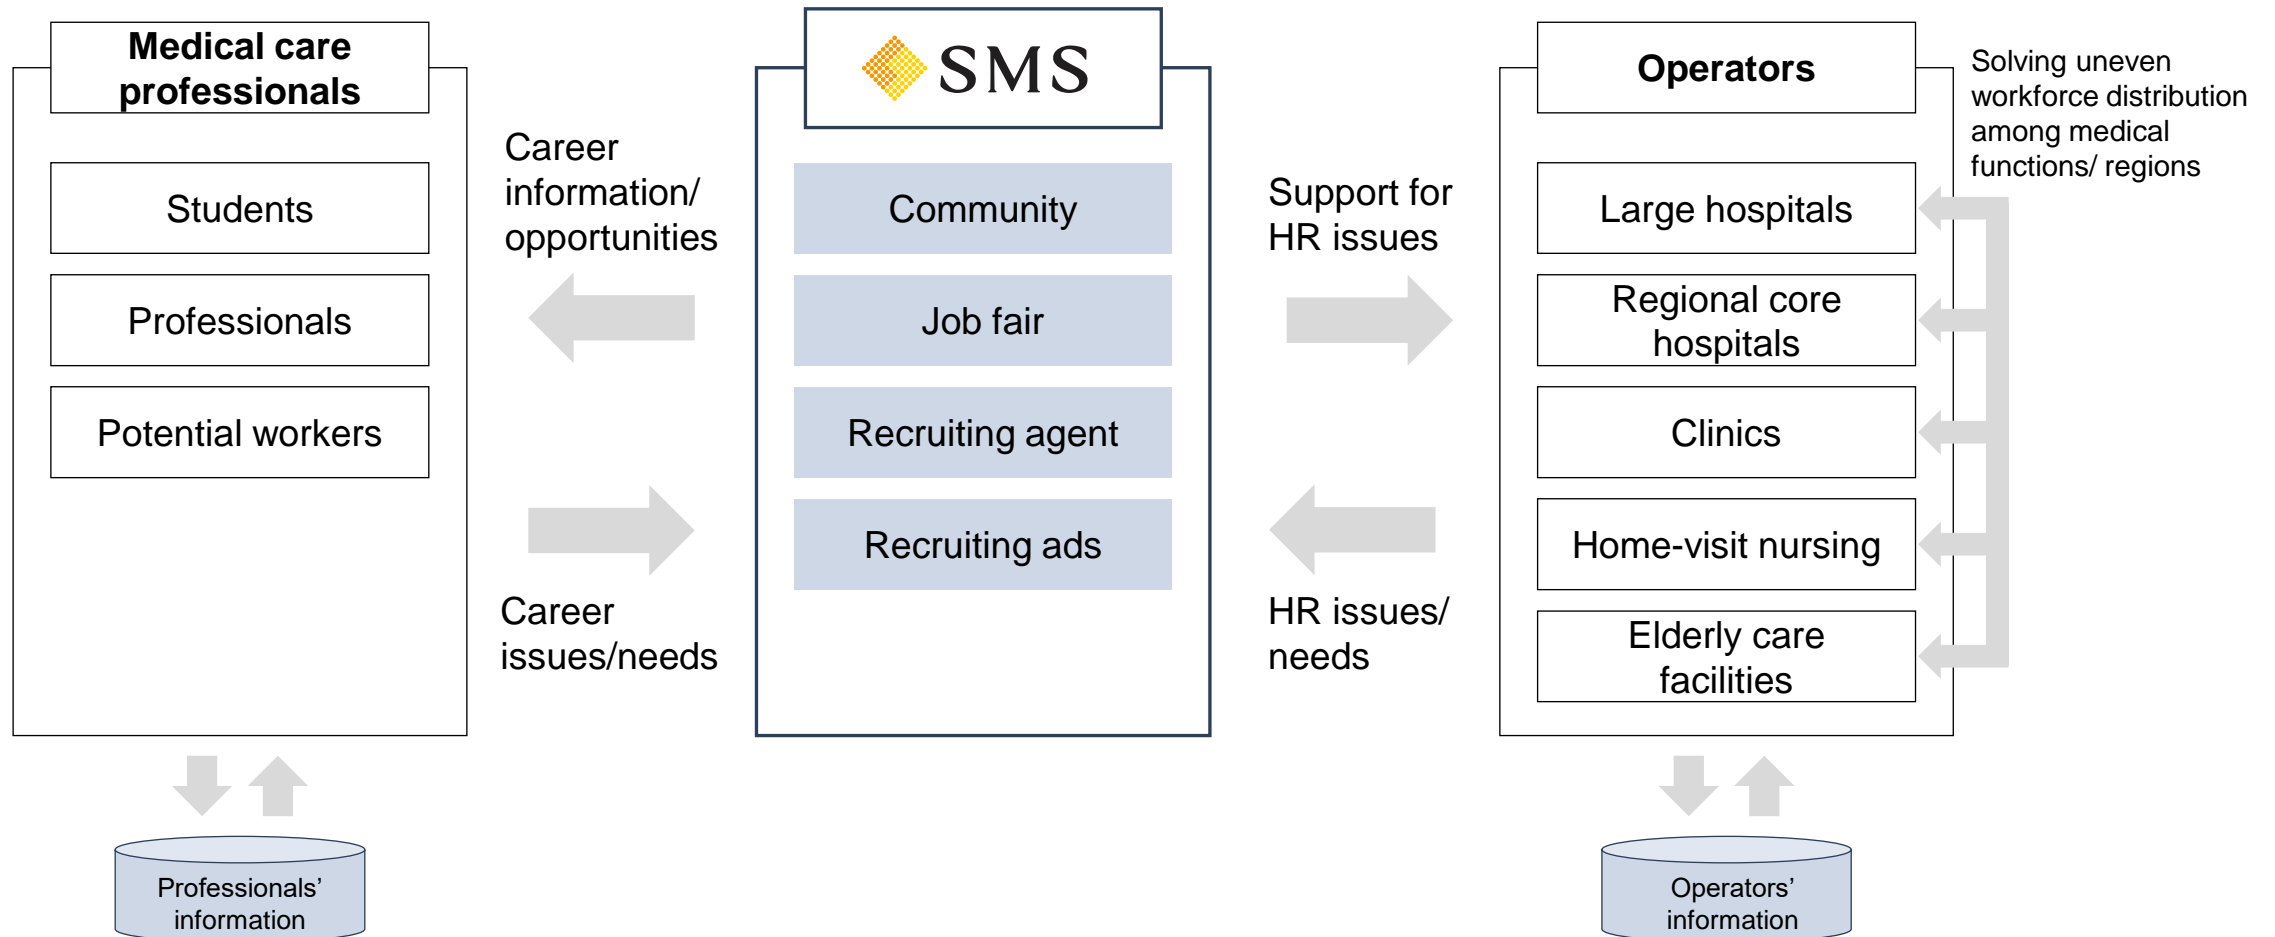 Medical care
professionals
Students
Professionals
Potential workers
Professionals’
information
Career
information/
opportunities
Career
issues/needs
SMS
Community
Job fair
Recruiting agent
Recruiting ads
Support for
HR issues
HR issues/
needs
Operators
Large hospitals
Regional core
hospitals
Clinics
Home-visit nursing
Elderly care
facilities
Operators’
information
Solving uneven
workforce distribution
among medical
functions/ regions